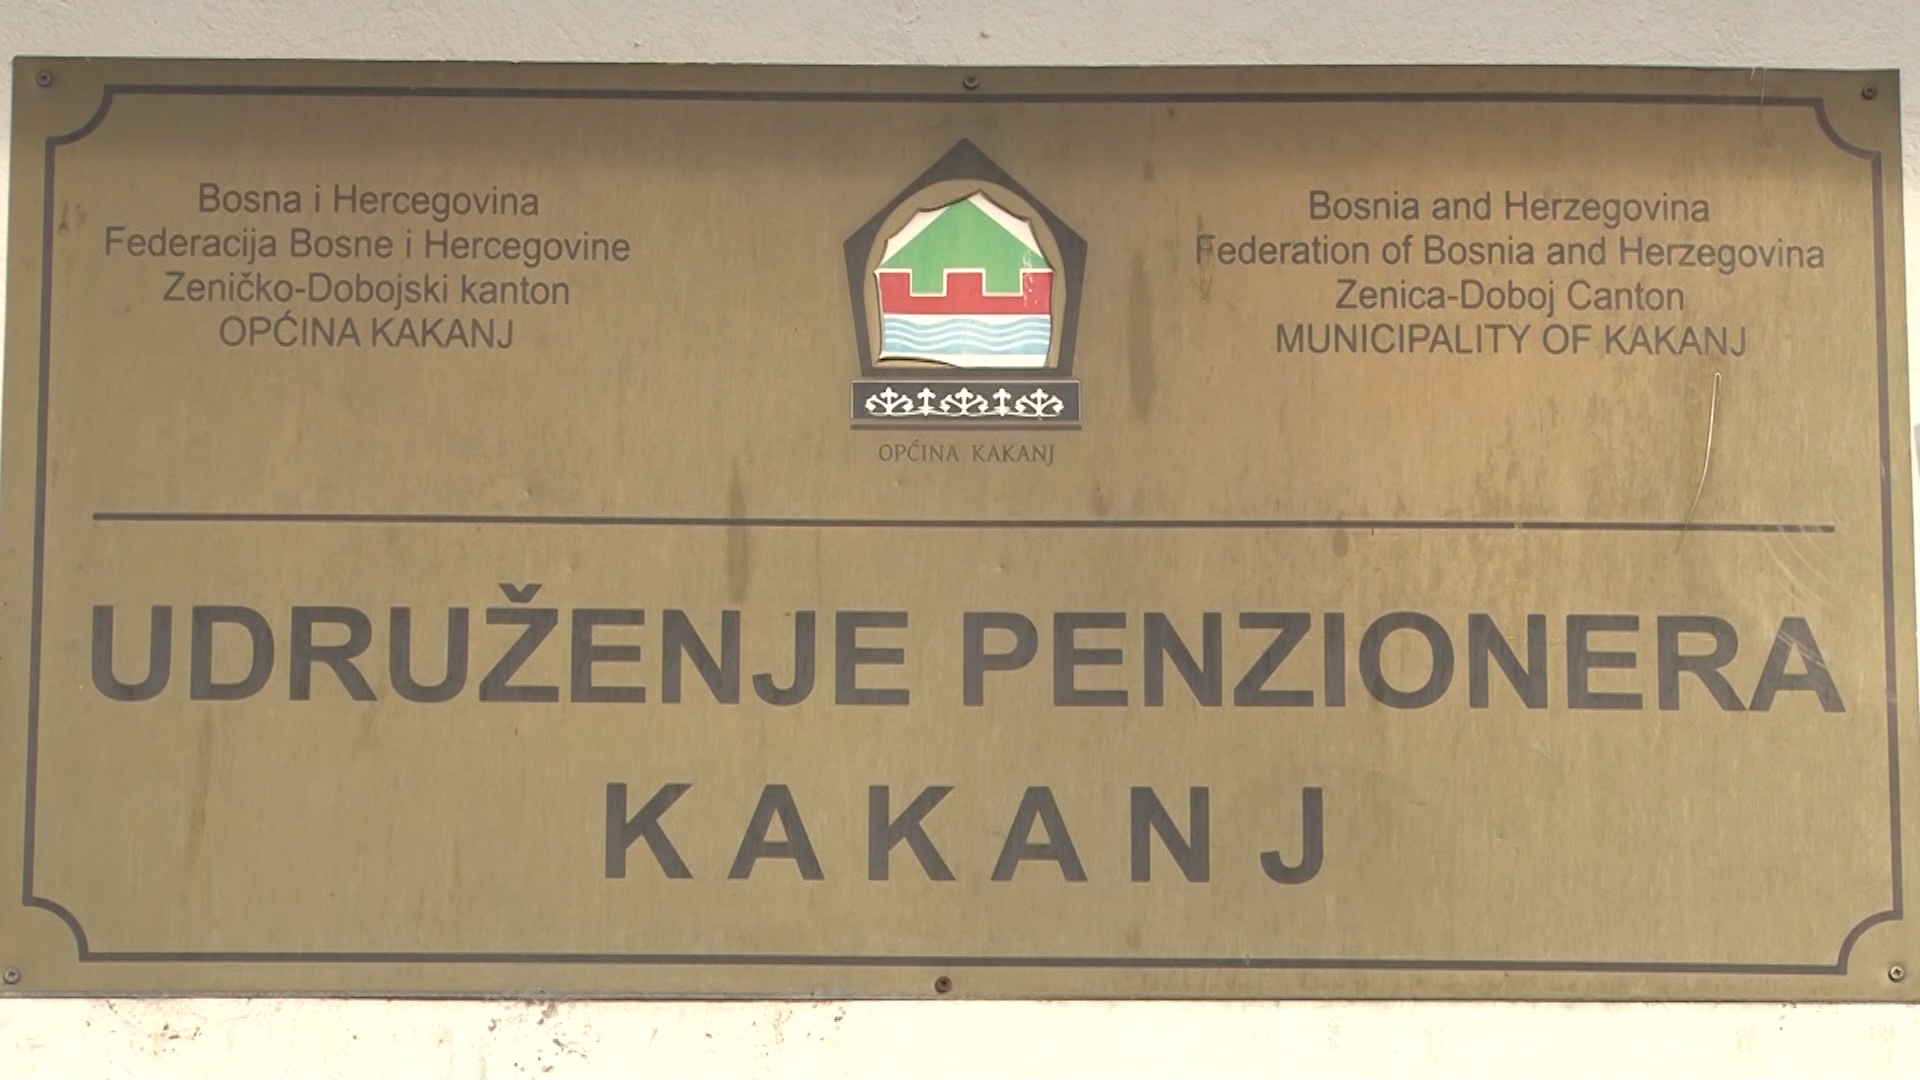 Bosna i Hercegovina
Federacija Bosne i Hercegovine
Zeničko-Dobojski kanton
OPĆINA KAKANJ
OPĆINA KAKANJ
Bosnia and Herzegovina
Federation of Bosnia and Herzegovina
Zenica-Doboj Canton
MUNICIPALITY OF KAKANJ
UDRUŽENJE PENZIONERA
KAKANJ